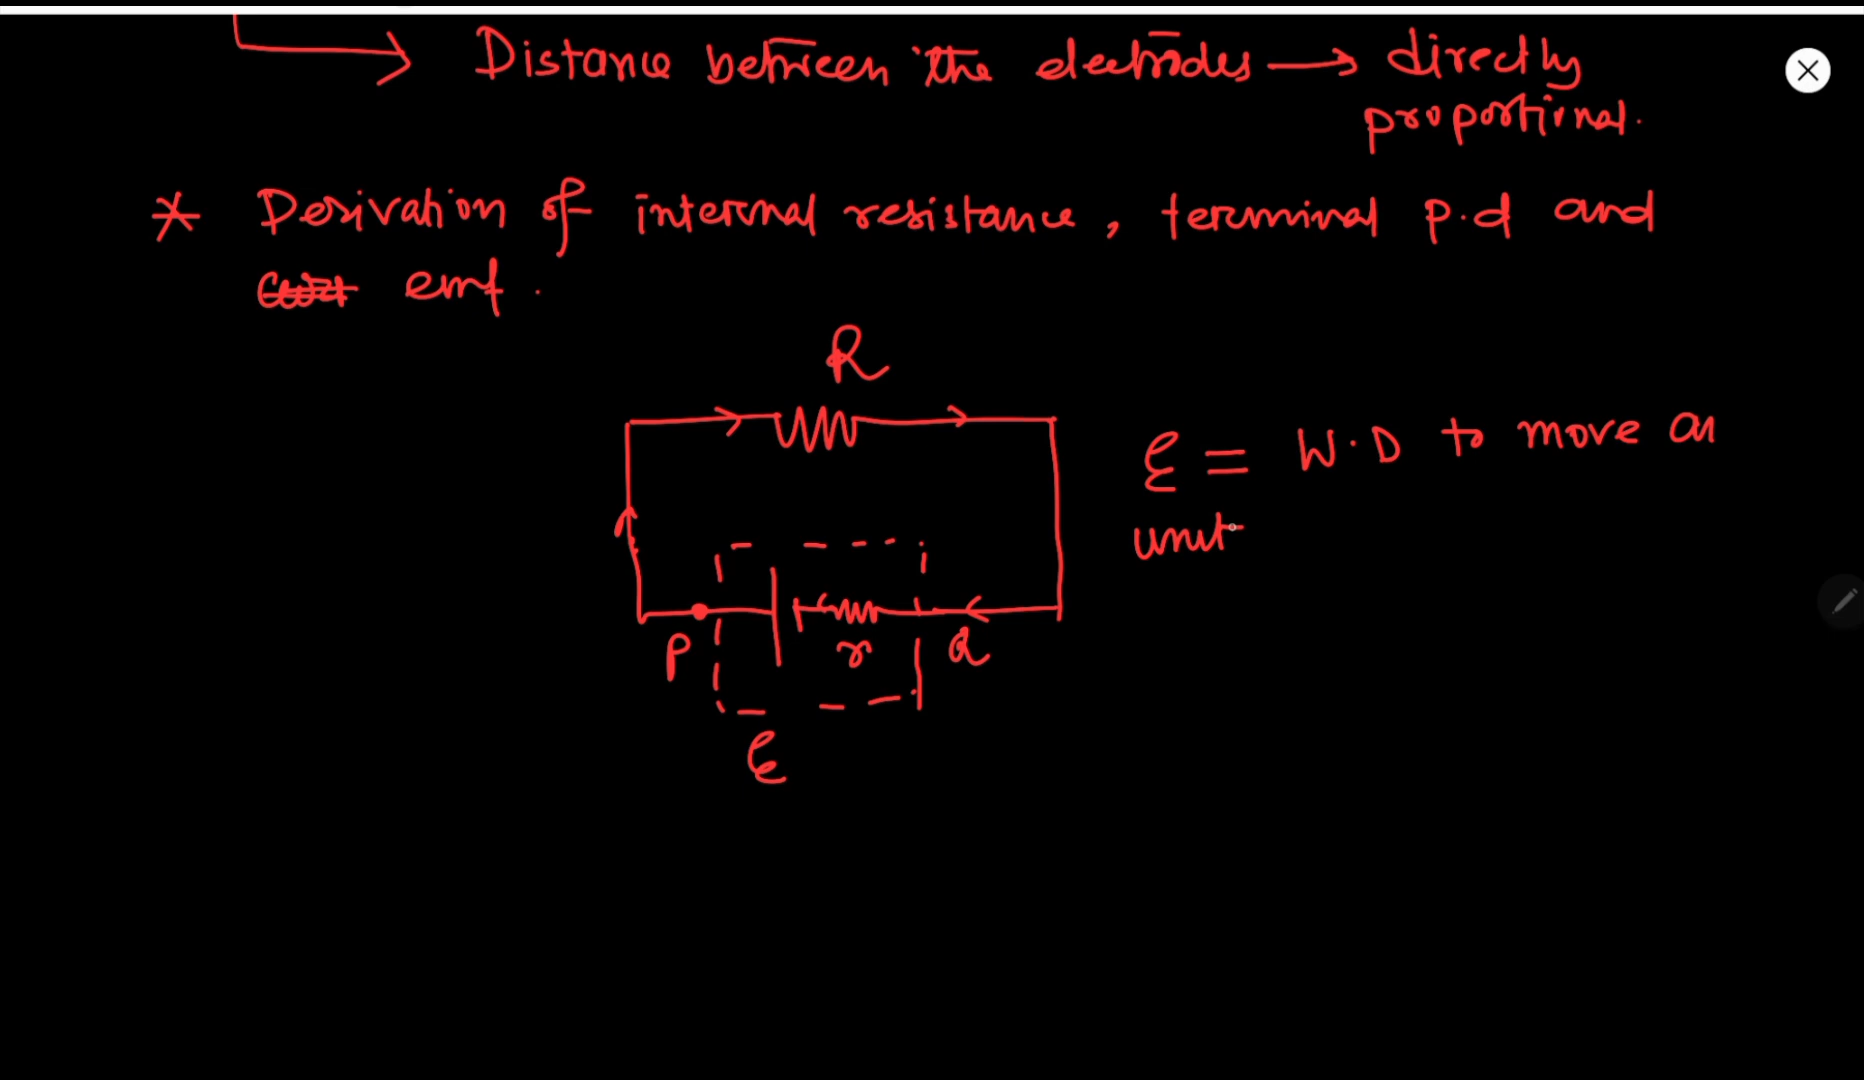 Distance between the electrodes → directly
proportional.
* Derivation of internal resistance, terminal p.d and
emf.
R
ξ = W.D to move an
unit
P
r
Q
ξ